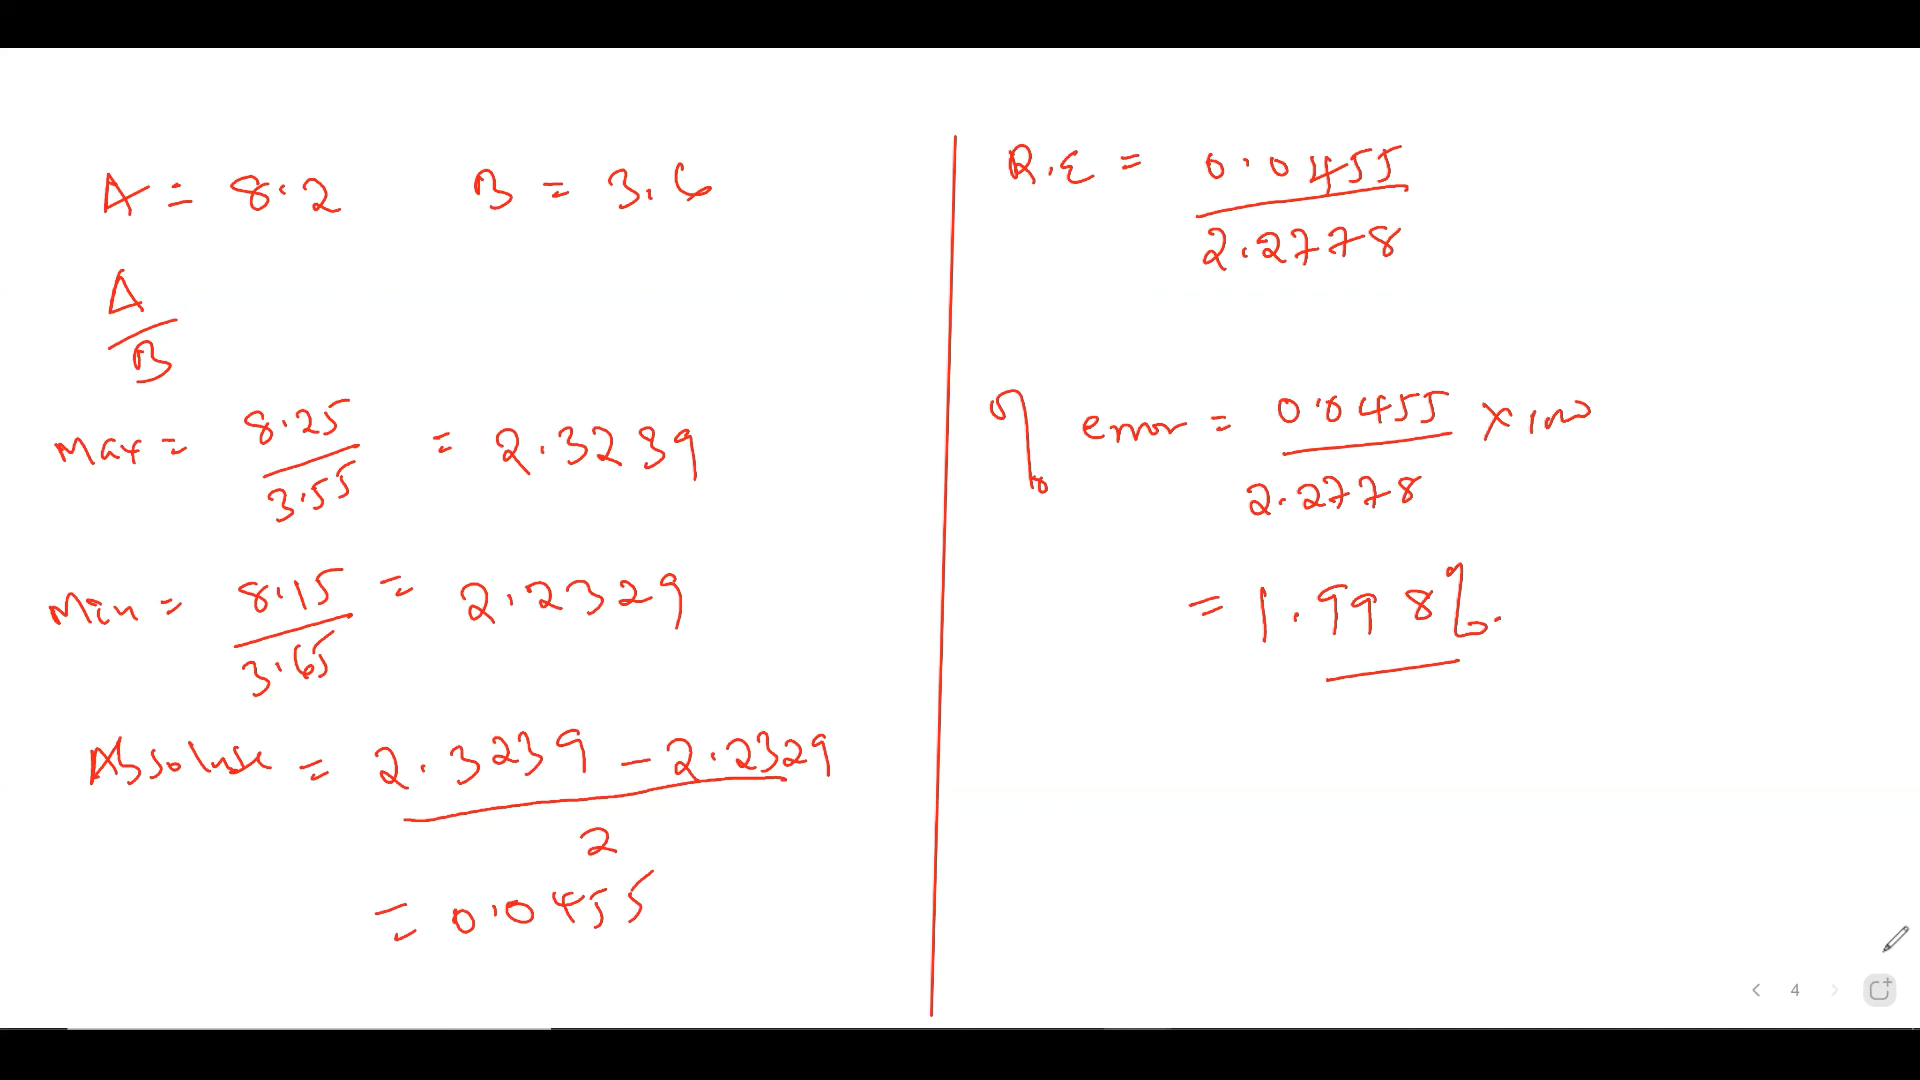 A = 8.2 B = 3.6
A
B
Max = 8.25 = 2.3239
3.55
Min = 8.15 = 2.2329
3.65
Absolute = 2.3239 - 2.2329
2
= 0.0455
R.E = 0.0455
2.2778
% error = 0.0455 × 100
2.2778
= 1.998%.
4